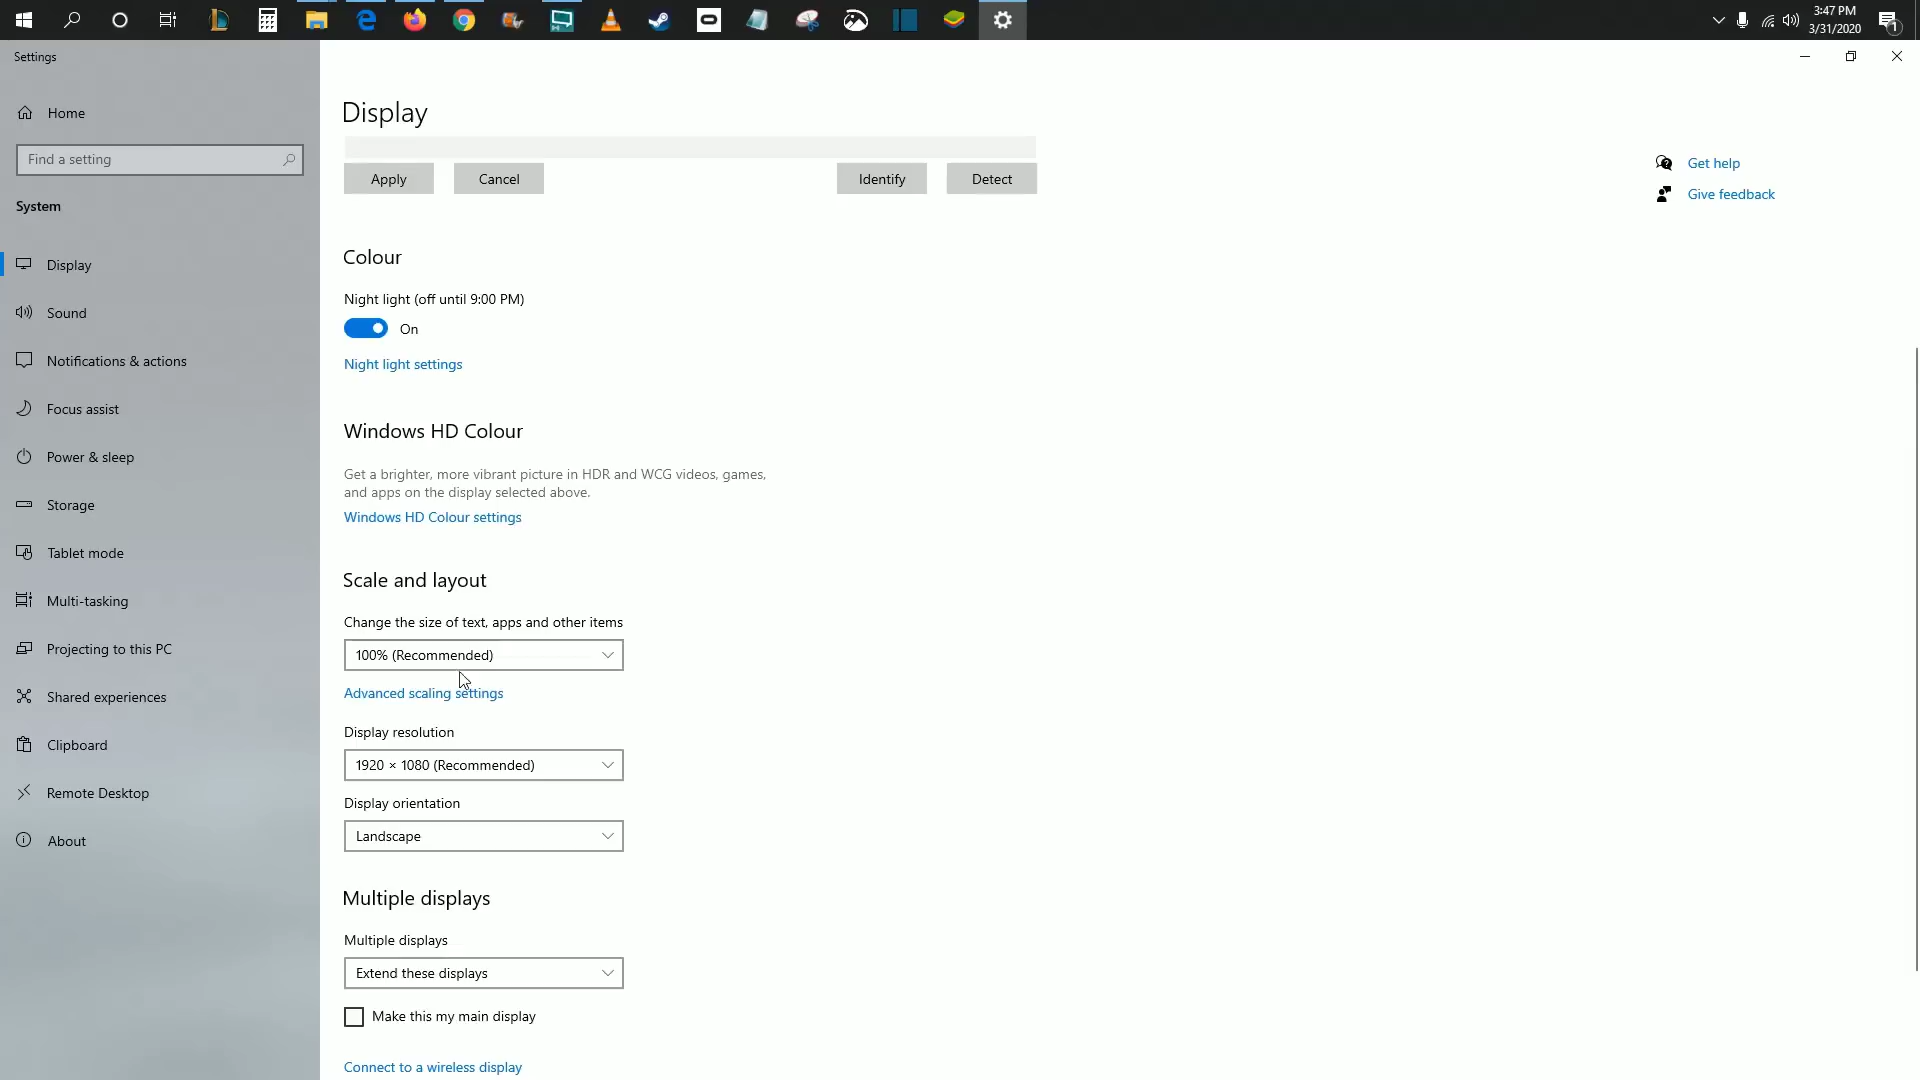 3:47 PM
3/31/2020
1
Settings
Home
Find a setting
System
Display
Sound
Notifications & actions
Focus assist
Power & sleep
Storage
Tablet mode
Multi-tasking
Projecting to this PC
Shared experiences
Clipboard
Remote Desktop
About
Display
Apply
Cancel
Identify
Detect
Colour
Night light (off until 9:00 PM)
On
Night light settings
Windows HD Colour
Get a brighter, more vibrant picture in HDR and WCG videos, games,
and apps on the display selected above.
Windows HD Colour settings
Scale and layout
Change the size of text, apps and other items
100% (Recommended)
Advanced scaling settings
Display resolution
1920 × 1080 (Recommended)
Display orientation
Landscape
Multiple displays
Multiple displays
Extend these displays
Make this my main display
Connect to a wireless display
Get help
Give feedback